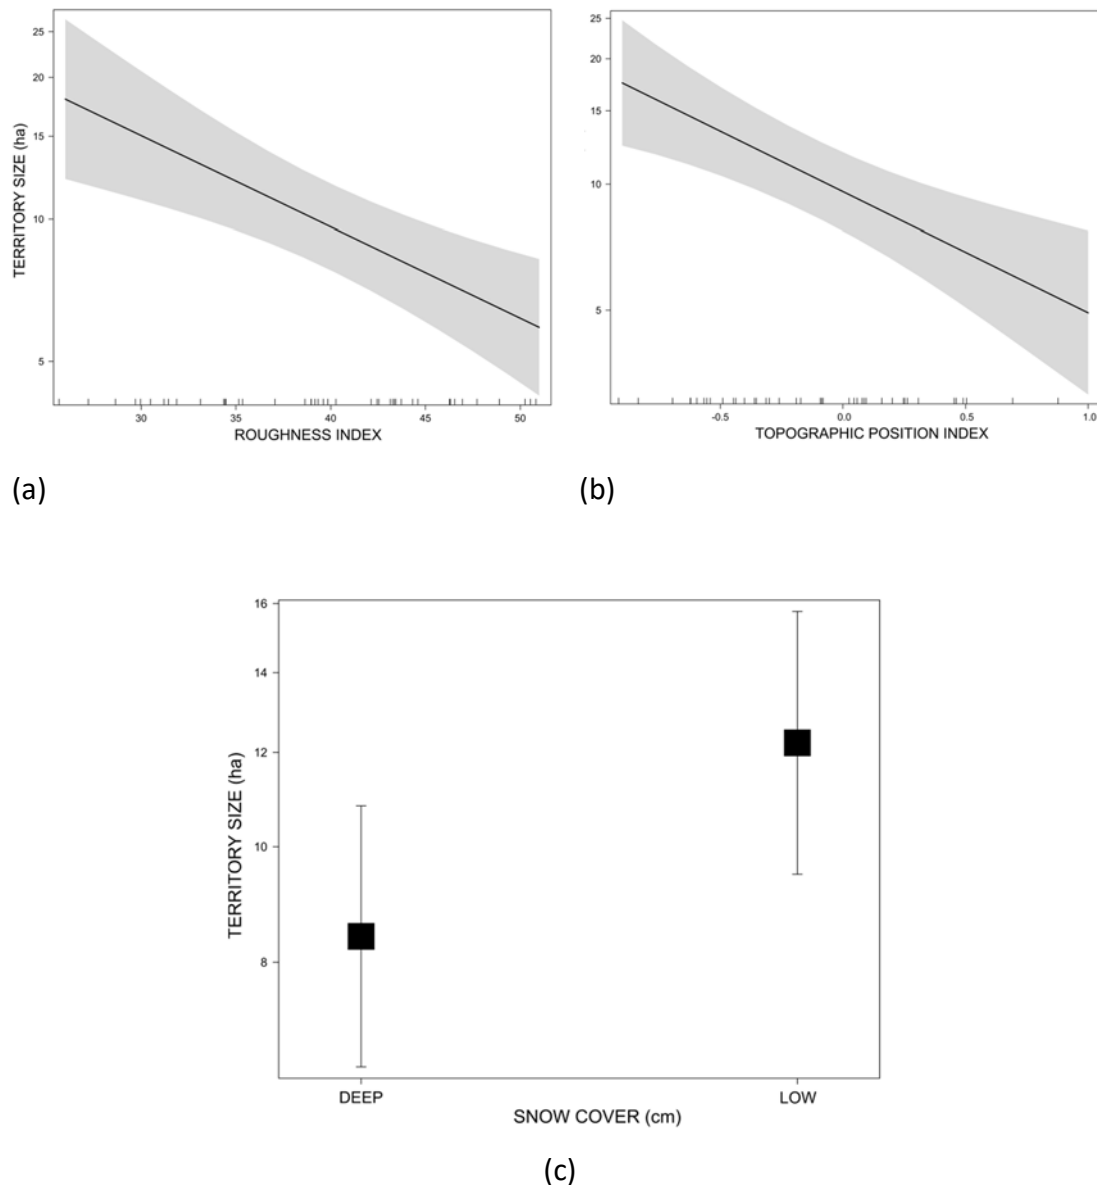 TERRITORY SIZE (ha)
25
20
15
10
5
30
35
40
45
50
ROUGHNESS INDEX
(a)
25
20
15
10
5
-0.5
0.0
0.5
1.0
TOPOGRAPHIC POSITION INDEX
(b)
TERRITORY SIZE (ha)
16
14
12
10
8
DEEP
LOW
SNOW COVER (cm)
(c)